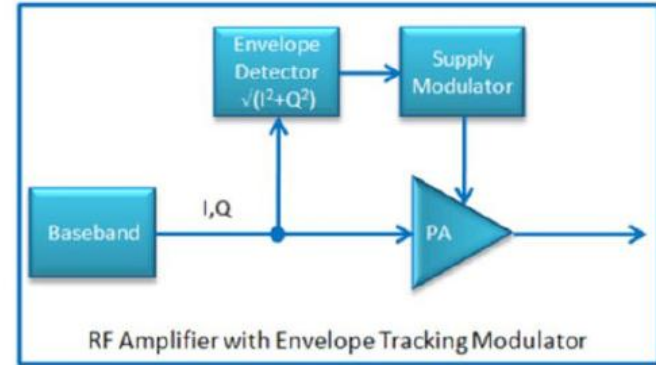 Envelope
Detector
√(I²+Q²)
Supply
Modulator
Baseband
I,Q
PA
RF Amplifier with Envelope Tracking Modulator